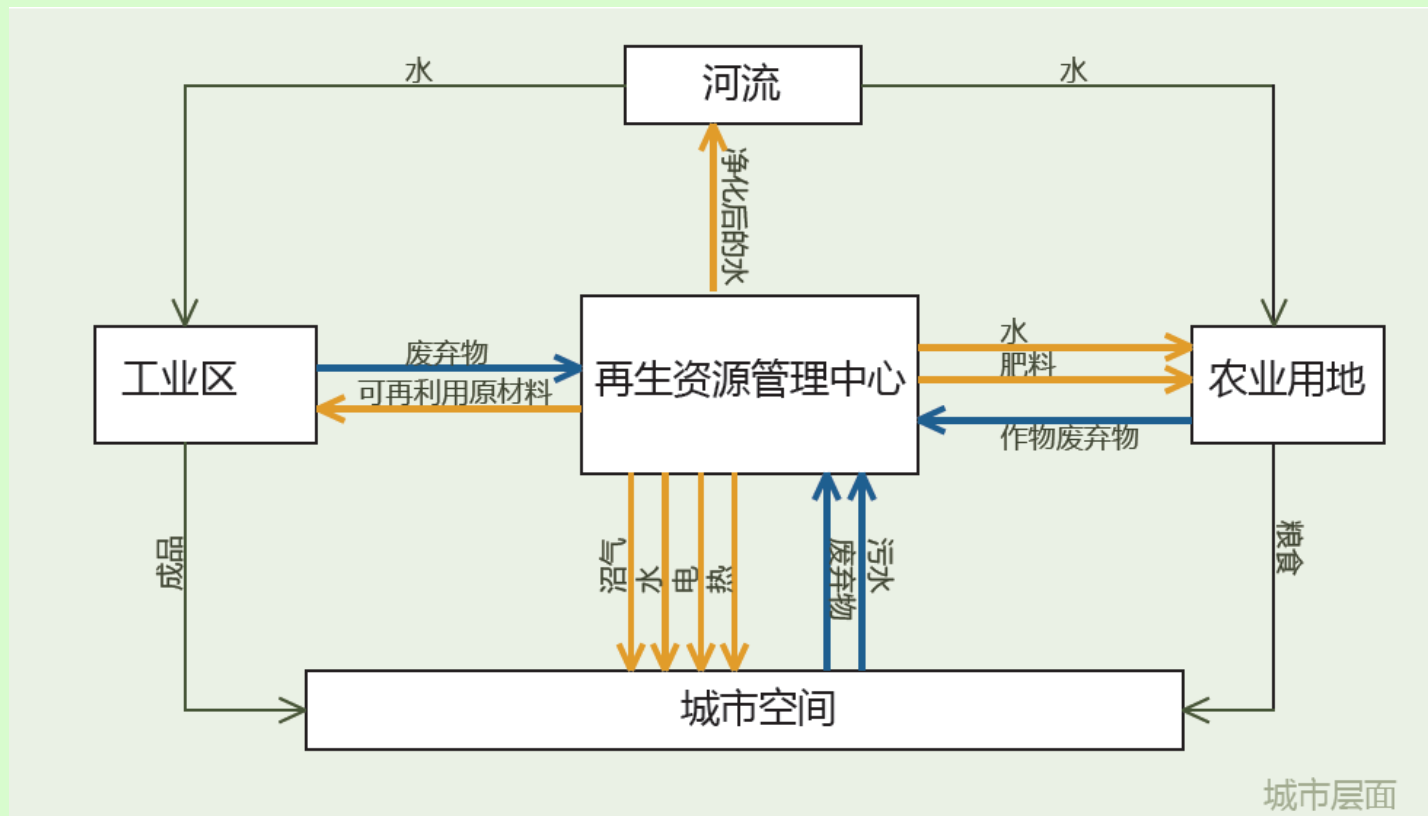 水
河流
水
净化后的水
工业区
废弃物
可再利用原材料
再生资源管理中心
水
肥料
作物废弃物
农业用地
成品
沼气
水
电
热
废弃物
污水
粮食
城市空间
城市层面